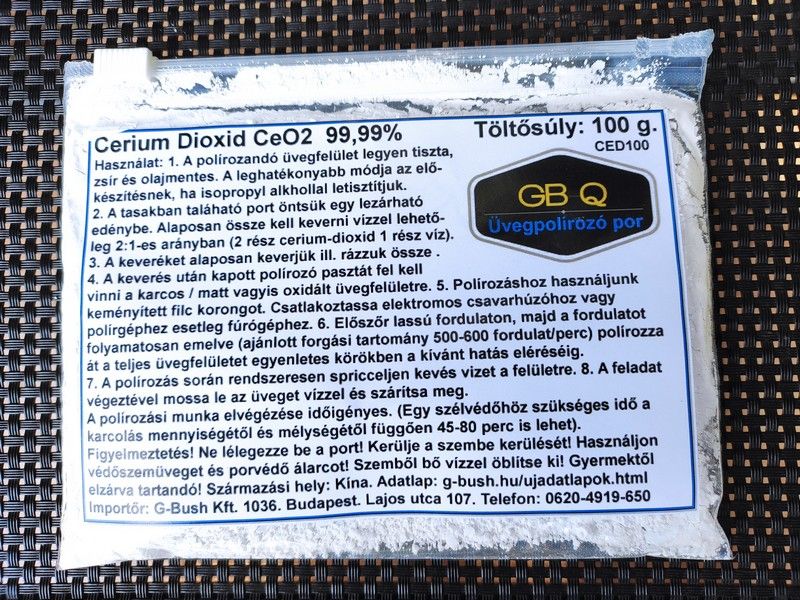 Cerium Dioxid CeO2 99,99%
Töltősúly: 100 g.
CED100
Használat: 1. A polírozandó üvegfelület legyen tiszta,
zsír és olajmentes. A leghatékonyabb módja az elő-
készítésnek, ha isopropyl alkhollal letisztítjuk.
2. A tasakban taláható port öntsük egy lezárható
edénybe. Alaposan össze kell keverni vízzel lehető-
leg 2:1-es arányban (2 rész cerium-dioxid 1 rész víz).
3. A keveréket alaposan keverjük ill. rázzuk össze .
4. A keverés után kapott polírozó pasztát fel kell
GB Q
Üvegpolírozó por
vinni a karcos / matt vagyis oxidált üvegfelületre. 5. Polírozáshoz használjunk
keményített filc korongot. Csatlakoztassa elektromos csavarhúzóhoz vagy
polírgéphez esetleg fúrógéphez. 6. Előszőr lassú fordulaton, majd a fordulatot
folyamatosan emelve (ajánlott forgási tartomány 500-600 fordulat/perc) polírozza
át a teljes üvegfelületet egyenletes körökben a kívánt hatás eléréséig.
7. A polírozás során rendszeresen spricceljen kevés vizet a felületre. 8. A feladat
végeztével mossa le az üveget vízzel és szárítsa meg.
A polírozási munka elvégézése időigényes. (Egy szélvédőhöz szükséges idő a
karcolás mennyiségétől és mélységétől függően 45-80 perc is lehet).
Figyelmeztetés! Ne lélegezze be a port! Kerülje a szembe kerülését! Használjon
védőszemüveget és porvédő álarcot! Szemből bő vízzel öblítse ki! Gyermektől
elzárva tartandó! Származási hely: Kína. Adatlap: g-bush.hu/ujadatlapok.html
Importőr: G-Bush Kft. 1036. Budapest. Lajos utca 107. Telefon: 0620-4919-650